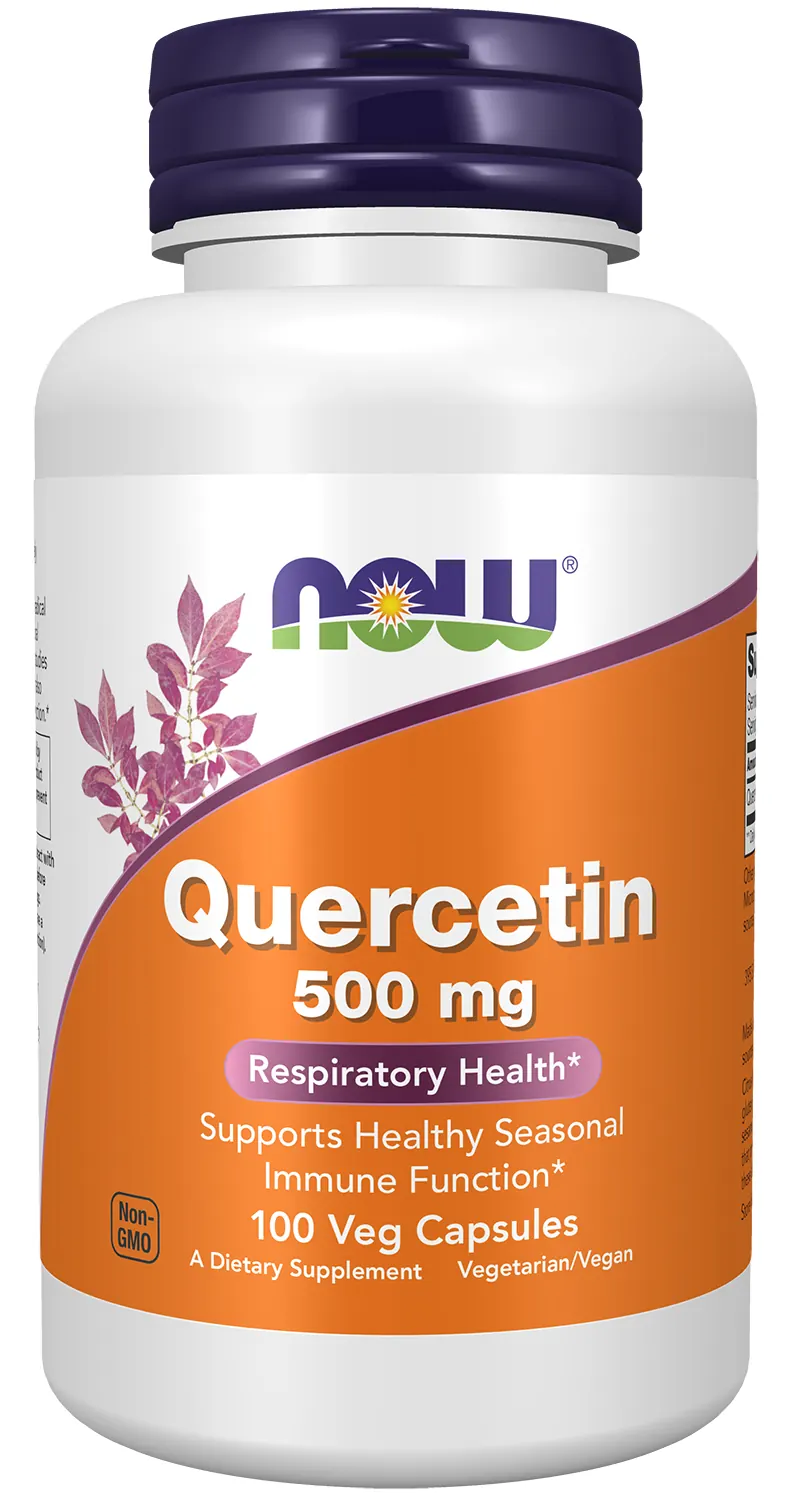 now®
Quercetin
500 mg
Respiratory Health*
Supports Healthy Seasonal
Immune Function*
100 Veg Capsules
Non-
GMO
A Dietary Supplement Vegetarian/Vegan